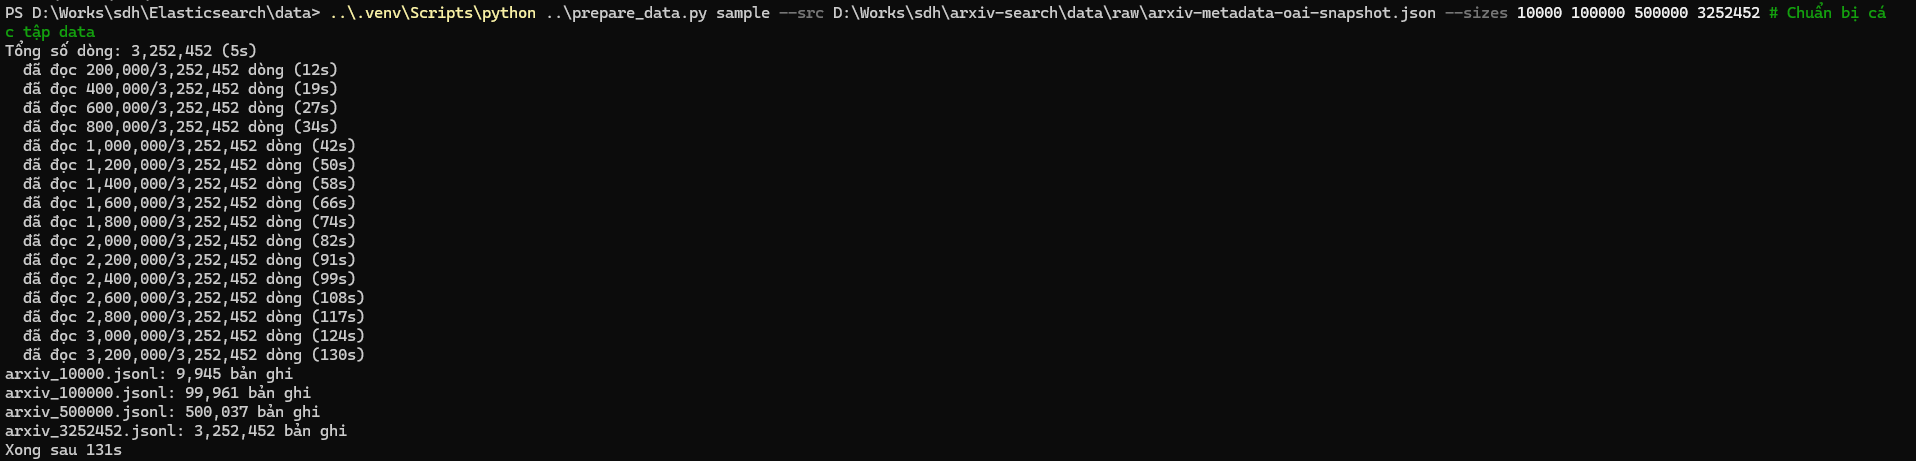 PS D:\Works\sdh\Elasticsearch\data> ..\.venv\Scripts\python ..\prepare_data.py sample --src D:\Works\sdh\arxiv-search\data\raw\arxiv-metadata-oai-snapshot.json --sizes 10000 100000 500000 3252452 # Chuẩn bị cá
c tập data
Tổng số dòng: 3,252,452 (5s)
  đã đọc 200,000/3,252,452 dòng (12s)
  đã đọc 400,000/3,252,452 dòng (19s)
  đã đọc 600,000/3,252,452 dòng (27s)
  đã đọc 800,000/3,252,452 dòng (34s)
  đã đọc 1,000,000/3,252,452 dòng (42s)
  đã đọc 1,200,000/3,252,452 dòng (50s)
  đã đọc 1,400,000/3,252,452 dòng (58s)
  đã đọc 1,600,000/3,252,452 dòng (66s)
  đã đọc 1,800,000/3,252,452 dòng (74s)
  đã đọc 2,000,000/3,252,452 dòng (82s)
  đã đọc 2,200,000/3,252,452 dòng (91s)
  đã đọc 2,400,000/3,252,452 dòng (99s)
  đã đọc 2,600,000/3,252,452 dòng (108s)
  đã đọc 2,800,000/3,252,452 dòng (117s)
  đã đọc 3,000,000/3,252,452 dòng (124s)
  đã đọc 3,200,000/3,252,452 dòng (130s)
arxiv_10000.jsonl: 9,945 bản ghi
arxiv_100000.jsonl: 99,961 bản ghi
arxiv_500000.jsonl: 500,037 bản ghi
arxiv_3252452.jsonl: 3,252,452 bản ghi
Xong sau 131s